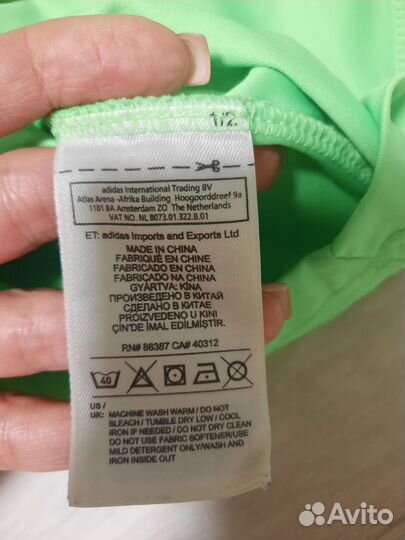 1/2
adidas International Trading BV
Atlas Arena -Afrika Building Hoogoorddreef 9a
1101 BA Amsterdam ZO The Netherlands
VAT NO. NL 8073.01.322.B.01
ET: adidas Imports and Exports Ltd
MADE IN CHINA
FABRIQUÉ EN CHINE
FABRICADO EN CHINA
FABRICADO NA CHINA
GYÁRTVA: KÍNA
ПРОИЗВЕДЕНО В КИТАЙ
СДЕЛАНО В КИТАЕ
PROIZVEDENO U KINI
ÇİN'DE İMAL EDİLMİŞTİR.
RN# 88387 CA# 40312
40
US /
UK: MACHINE WASH WARM / DO NOT
BLEACH / TUMBLE DRY LOW / COOL
IRON IF NEEDED / DO NOT DRY CLEAN
DO NOT USE FABRIC SOFTENER/USE
MILD DETERGENT ONLY/WASH AND
IRON INSIDE OUT
Avito